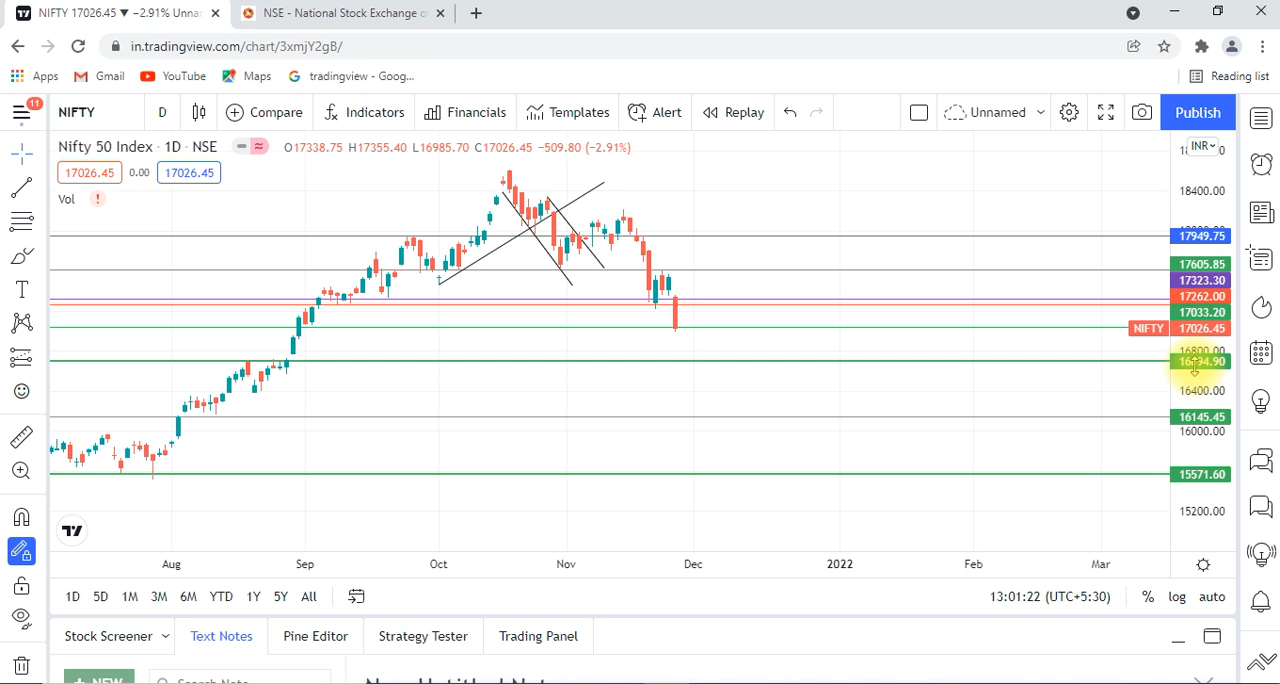 NIFTY 17026.45 ▼ −2.91% Unna
NSE - National Stock Exchange o
in.tradingview.com/chart/3xmjY2gB/
Apps Gmail YouTube Maps tradingview - Goog... Reading list
11
NIFTY D Compare Indicators Financials Templates Alert Replay Unnamed Publish
Nifty 50 Index · 1D · NSE O17338.75 H17355.40 L16985.70 C17026.45 −509.80 (−2.91%)
INR
17026.45 0.00 17026.45
Vol
18400.00
17949.75
17605.85
17323.30
17262.00
17033.20
NIFTY 17026.45
16800.00
16400.00
16145.45
16000.00
15571.60
15200.00
Aug Sep Oct Nov Dec 2022 Feb Mar
1D 5D 1M 3M 6M YTD 1Y 5Y All 13:01:22 (UTC+5:30) % log auto
Stock Screener Text Notes Pine Editor Strategy Tester Trading Panel
+ NEW Search Note